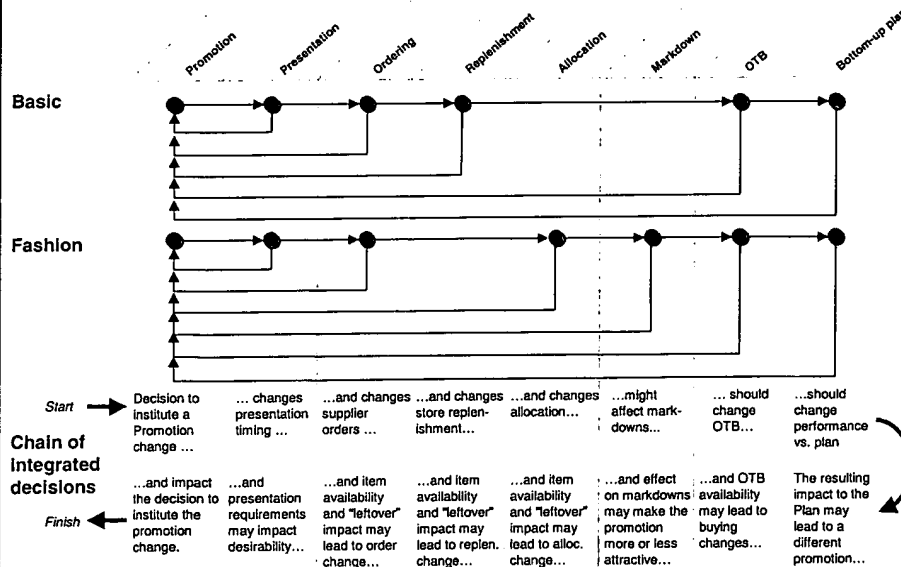 Promotion
Presentation
Ordering
Replenishment
Allocation
Markdown
OTB
Bottom-up plan
Basic
Fashion
Start
Decision to
institute a
Promotion
change ...
... changes
presentation
timing ...
...and changes
supplier
orders ...
...and changes
store replen-
ishment...
...and changes
allocation...
...might
affect mark-
downs...
... should
change
OTB...
...should
change
performance
vs. plan
Chain of
integrated
decisions
Finish
...and impact
the decision to
institute the
promotion
change.
...and
presentation
requirements
may impact
desirability...
...and item
availability
and "leftover"
impact may
lead to order
change...
...and item
availability
and "leftover"
impact may
lead to replen.
change...
...and item
availability
and "leftover"
impact may
lead to alloc.
change...
...and effect
on markdowns
may make the
promotion
more or less
attractive...
...and OTB
availability
may lead to
buying
changes...
The resulting
impact to the
Plan may
lead to a
different
promotion...